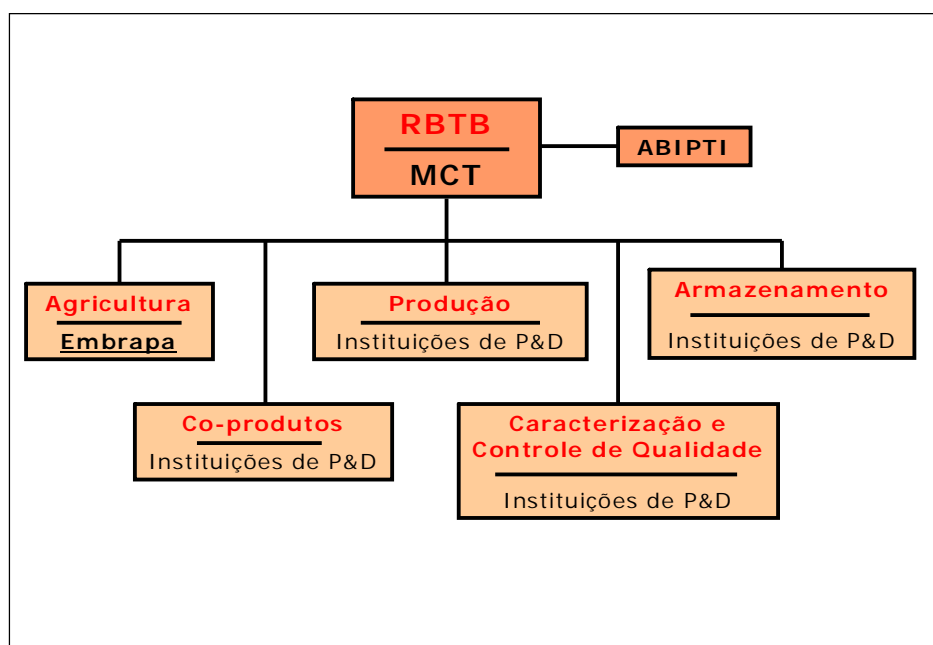 RBTB
MCT
ABIPTI
Agricultura
Embrapa
Produção
Instituições de P&D
Armazenamento
Instituições de P&D
Co-produtos
Instituições de P&D
Caracterização e
Controle de Qualidade
Instituições de P&D